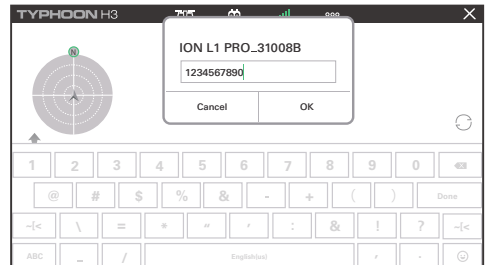 TYPHOON H3
N
ION L1 PRO_31008B
1234567890
Cancel OK
1 2 3 4 5 6 7 8 9 0
@ # $ % & - + ( ) Done
~[< \ = * " ' : & ! ? ~[<
ABC _ / English(us) , .